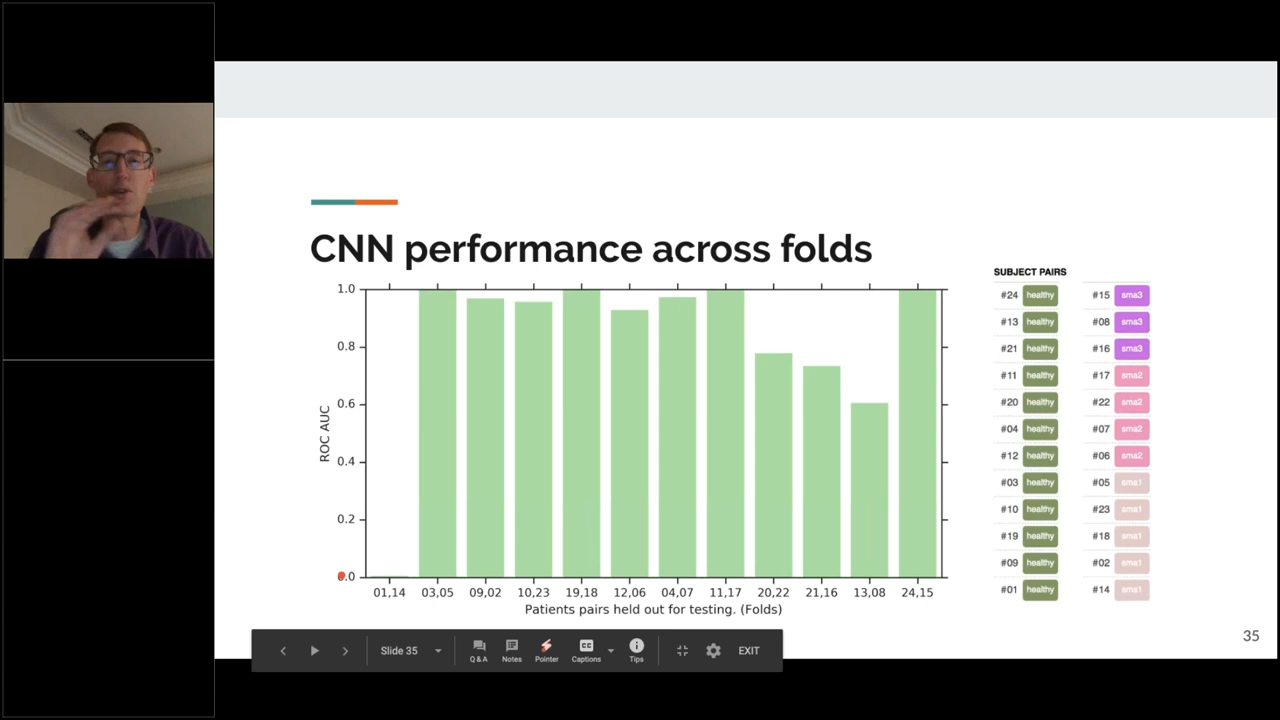 CNN performance across folds
SUBJECT PAIRS
#24 healthy #15 sma3
#13 healthy #08 sma3
#21 healthy #16 sma3
#11 healthy #17 sma2
#20 healthy #22 sma2
#04 healthy #07 sma2
#12 healthy #06 sma2
#03 healthy #05 sma1
#10 healthy #23 sma1
#19 healthy #18 sma1
#09 healthy #02 sma1
#01 healthy #14 sma1
1.0
0.8
0.6
0.4
0.2
0.0
ROC AUC
01,14 03,05 09,02 10,23 19,18 12,06 04,07 11,17 20,22 21,16 13,08 24,15
Patients pairs held out for testing. (Folds)
35
Slide 35
Q & A Notes Pointer Captions Tips
EXIT